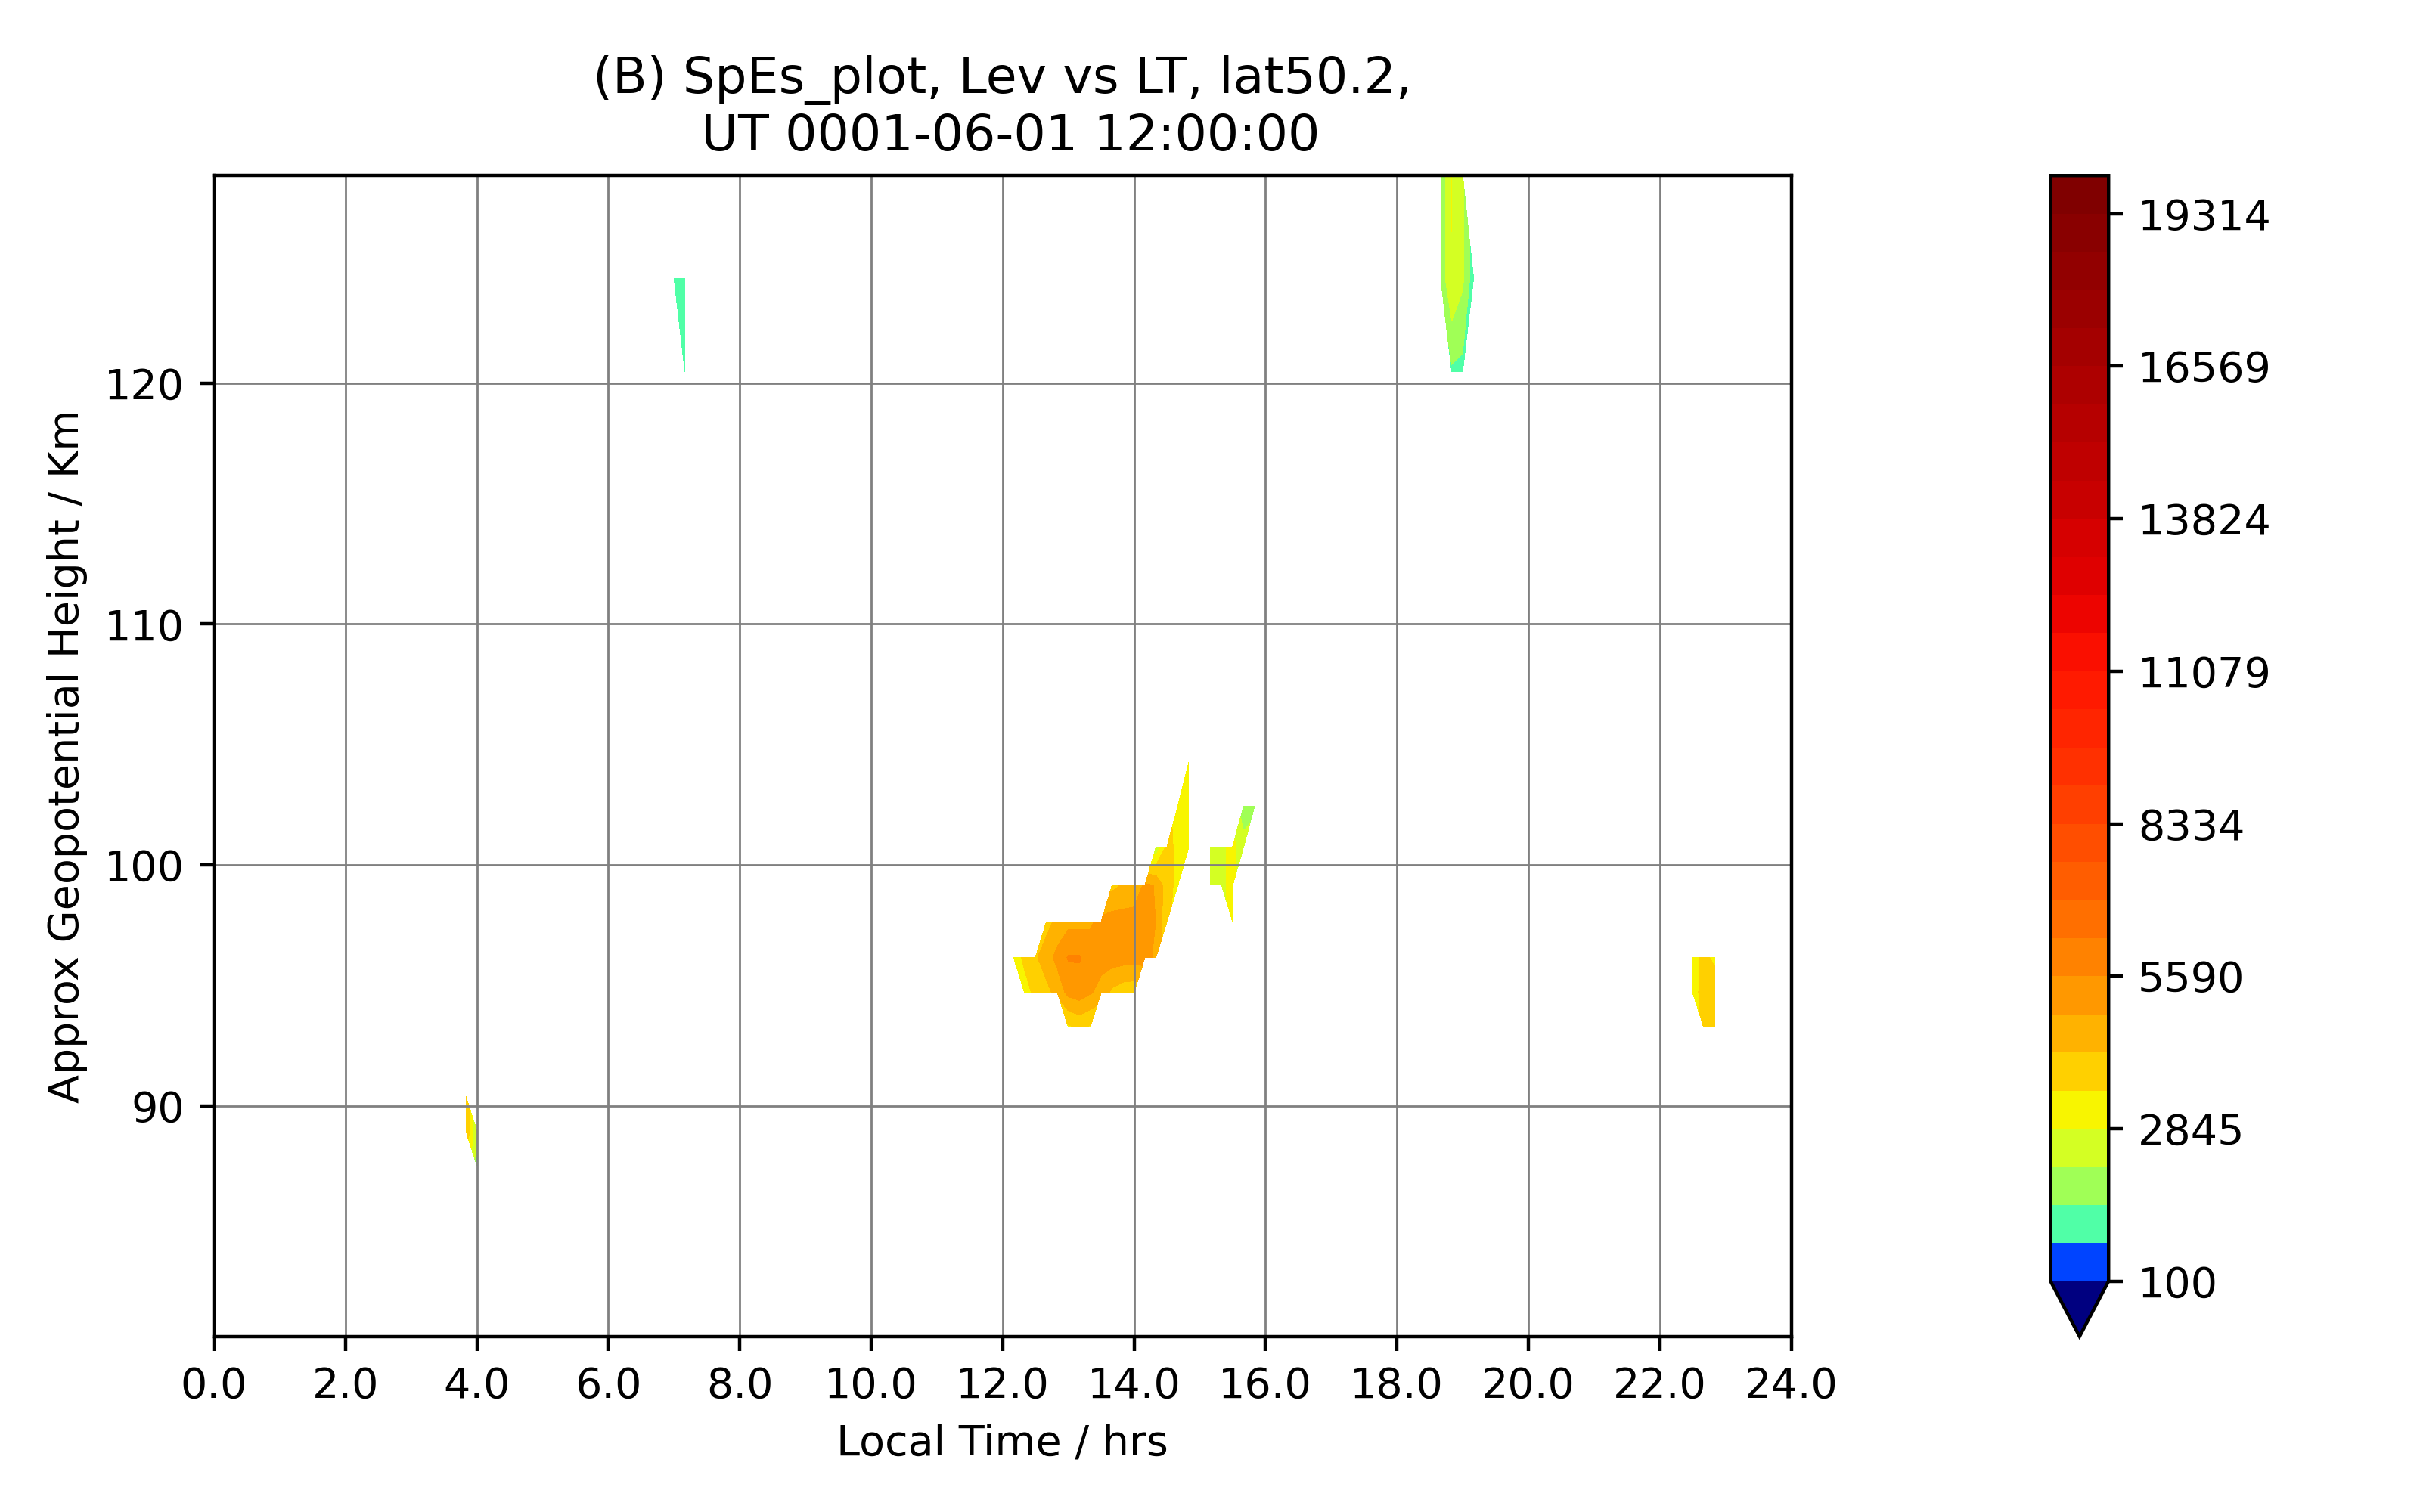 (B) SpEs_plot, Lev vs LT, lat50.2,
UT 0001-06-01 12:00:00
Approx Geopotential Height / Km
120
110
100
90
0.0 2.0 4.0 6.0 8.0 10.0 12.0 14.0 16.0 18.0 20.0 22.0 24.0
Local Time / hrs
19314
16569
13824
11079
8334
5590
2845
100